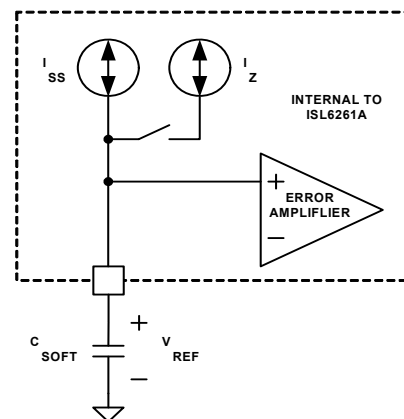 I SS
I Z
INTERNAL TO
ISL6261A
+
ERROR
AMPLIFLIER
−
+
C SOFT
V REF
−